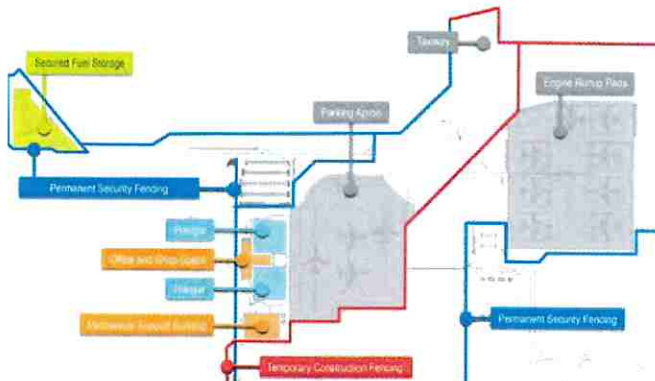 Taxiway
Secured Fuel Storage
Engine Runup Pads
Parking Apron
Permanent Security Fencing
Hangar
Office and Shop Space
Hangar
Maintenance Support Building
Permanent Security Fencing
Temporary Construction Fencing